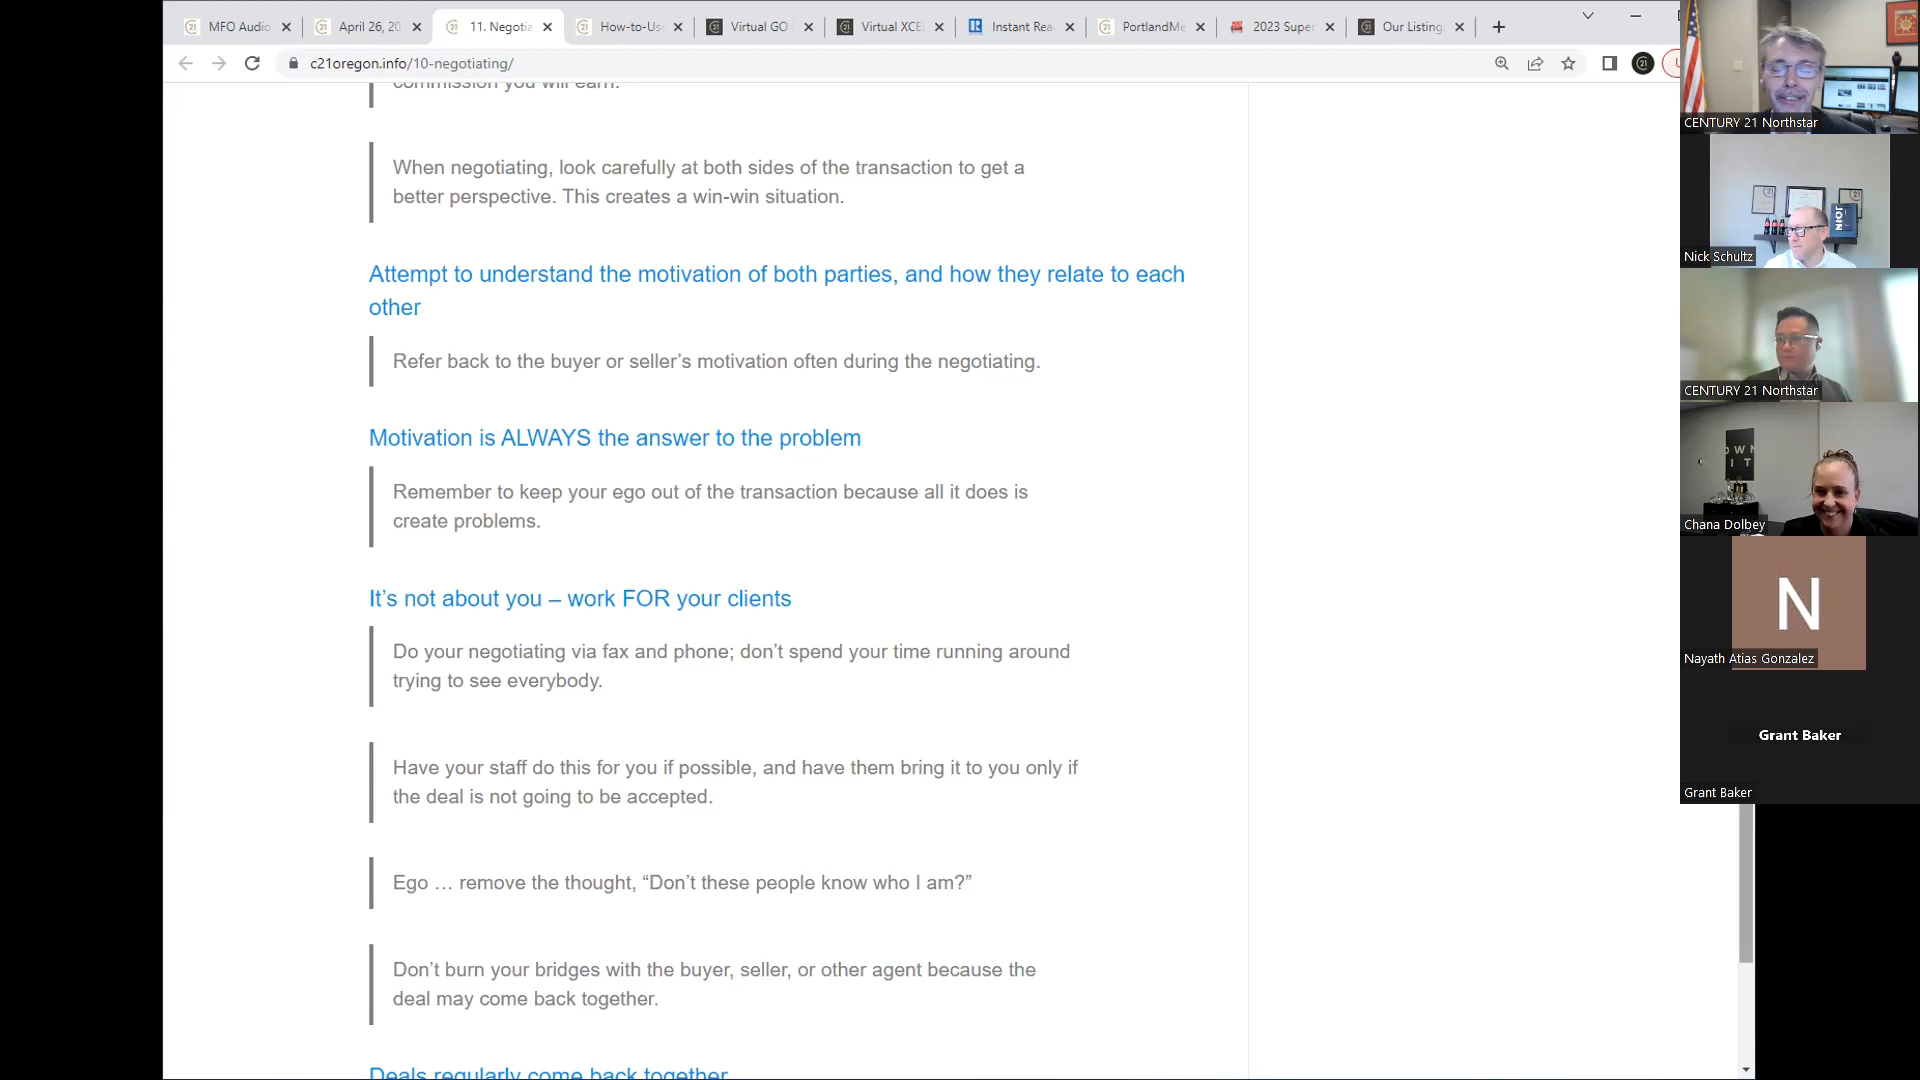 MFO Audio
April 26, 20
11. Negotia
How-to-Us
Virtual GO
Virtual XCE
Instant Rea
PortlandMe
2023 Super
Our Listing
c21oregon.info/10-negotiating/
commission you will earn.
When negotiating, look carefully at both sides of the transaction to get a
better perspective. This creates a win-win situation.
Attempt to understand the motivation of both parties, and how they relate to each
other
Refer back to the buyer or seller’s motivation often during the negotiating.
Motivation is ALWAYS the answer to the problem
Remember to keep your ego out of the transaction because all it does is
create problems.
It’s not about you – work FOR your clients
Do your negotiating via fax and phone; don’t spend your time running around
trying to see everybody.
Have your staff do this for you if possible, and have them bring it to you only if
the deal is not going to be accepted.
Ego … remove the thought, “Don’t these people know who I am?”
Don’t burn your bridges with the buyer, seller, or other agent because the
deal may come back together.
Deals regularly come back together
CENTURY 21 Northstar
JOIN
Nick Schultz
CENTURY 21 Northstar
OWN
IT
Chana Dolbey
N
Nayath Atias Gonzalez
Grant Baker
Grant Baker